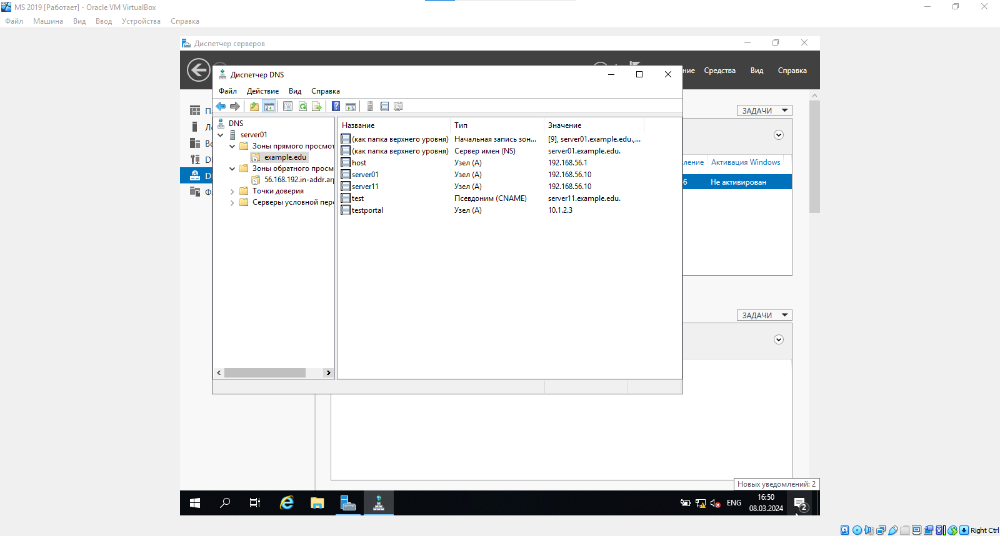 MS 2019 [Работает] - Oracle VM VirtualBox
Файл Машина Вид Ввод Устройства Справка
Диспетчер серверов
Средства Вид Справка
Диспетчер DNS
Файл Действие Вид Справка
DNS
server01
Зоны прямого просмот
example.edu
Зоны обратного просм
56.168.192.in-addr.arp
Точки доверия
Серверы условной пере
Название Тип Значение
(как папка верхнего уровня) Начальная запись зон... [9], server01.example.edu.,...
(как папка верхнего уровня) Сервер имен (NS) server01.example.edu.
host Узел (A) 192.168.56.1
server01 Узел (A) 192.168.56.10
server11 Узел (A) 192.168.56.10
test Псевдоним (CNAME) server11.example.edu.
testportal Узел (A) 10.1.2.3
ЗАДАЧИ
Активация Windows
6 Не активирован
ЗАДАЧИ
Новых уведомлений: 2
ENG
16:50
08.03.2024
2
Right Ctrl